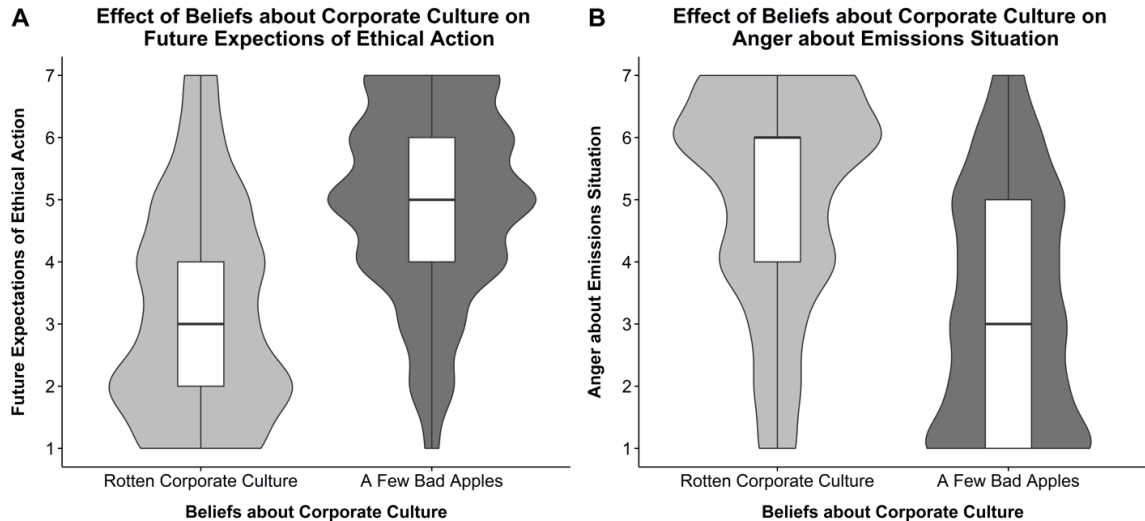 A
Effect of Beliefs about Corporate Culture on
Future Expections of Ethical Action
Future Expectations of Ethical Action
7
6
5
4
3
2
1
Rotten Corporate Culture
A Few Bad Apples
Beliefs about Corporate Culture
B
Effect of Beliefs about Corporate Culture on
Anger about Emissions Situation
Anger about Emissions Situation
7
6
5
4
3
2
1
Rotten Corporate Culture
A Few Bad Apples
Beliefs about Corporate Culture